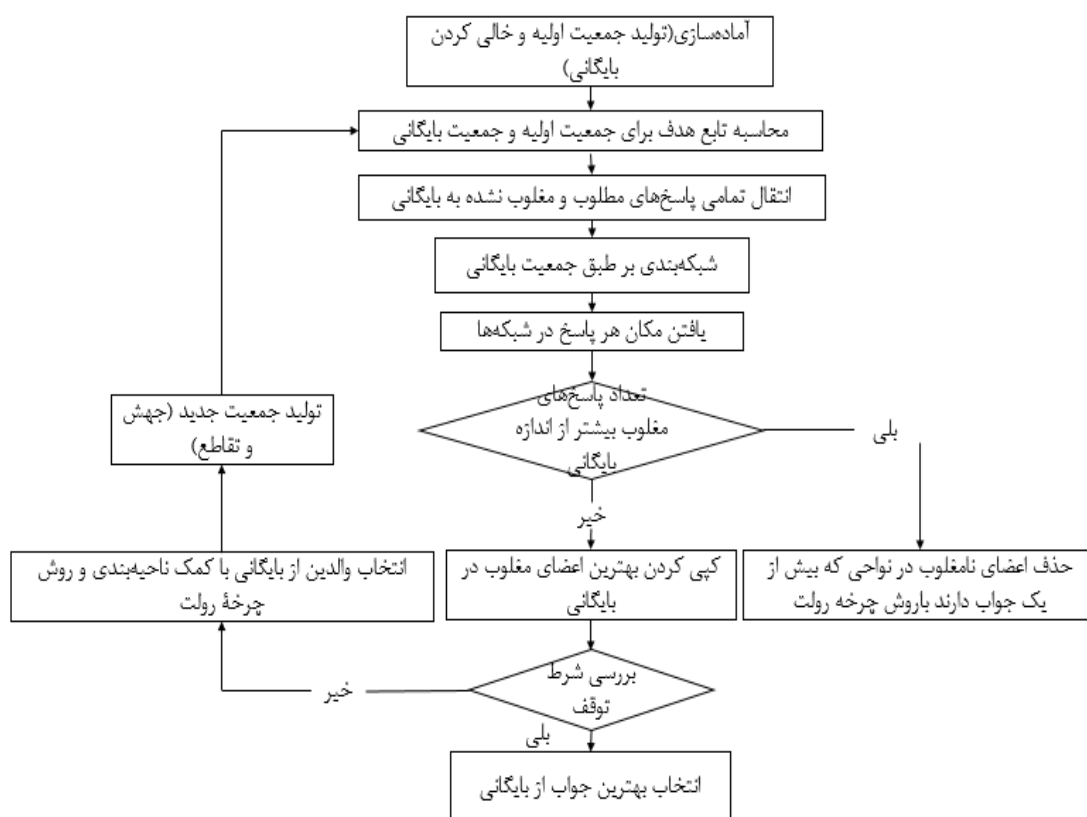 آماده‌سازی(تولید جمعیت اولیه و خالی کردن
بایگانی)
محاسبه تابع هدف برای جمعیت اولیه و جمعیت بایگانی
انتقال تمامی پاسخ‌های مطلوب و مغلوب نشده به بایگانی
شبکه‌بندی بر طبق جمعیت بایگانی
یافتن مکان هر پاسخ در شبکه‌ها
تعداد پاسخ‌های
مغلوب بیشتر از اندازه
بایگانی
بلی
خیر
تولید جمعیت جدید (جهش
و تقاطع)
حذف اعضای نامغلوب در نواحی که بیش از
یک جواب دارند باروش چرخه رولت
کپی کردن بهترین اعضای مغلوب در
بایگانی
انتخاب والدین از بایگانی با کمک ناحیه‌بندی و روش
چرخۀ رولت
بررسی شرط
توقف
خیر
بلی
انتخاب بهترین جواب از بایگانی